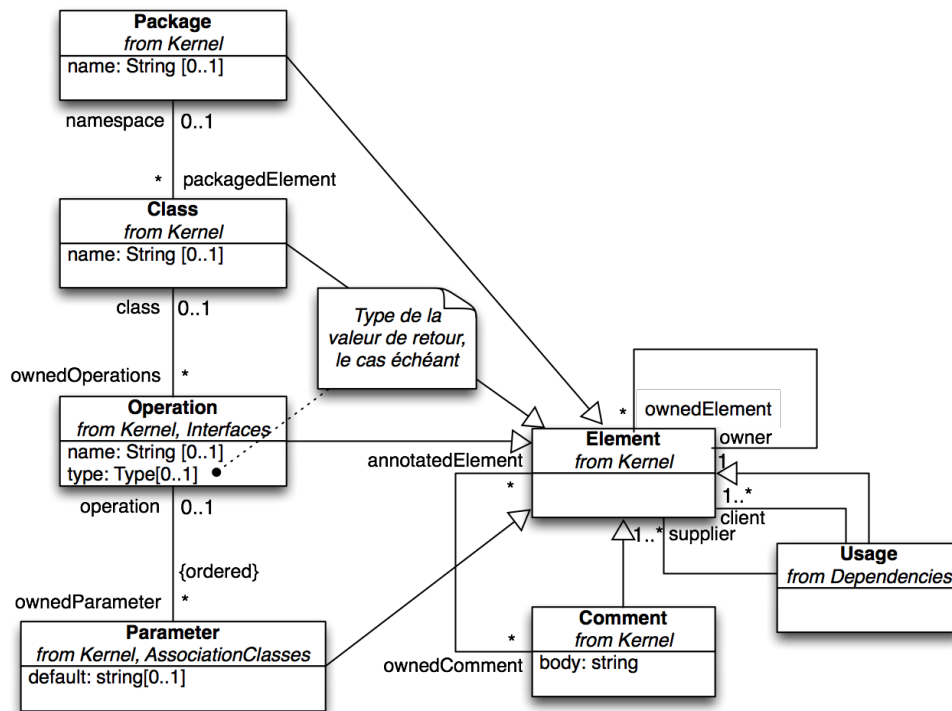 Package
from Kernel
name: String [0..1]
namespace 0..1
* packagedElement
Class
from Kernel
name: String [0..1]
class 0..1
Type de la
valeur de retour,
le cas échéant
ownedOperations *
Operation
from Kernel, Interfaces
name: String [0..1]
type: Type[0..1]
operation 0..1
{ordered}
ownedParameter *
Parameter
from Kernel, AssociationClasses
default: string[0..1]
* ownedElement
Element
from Kernel
owner
1
annotatedElement
*
1..*
client
1..* supplier
Usage
from Dependencies
Comment
from Kernel
body: string
*
ownedComment